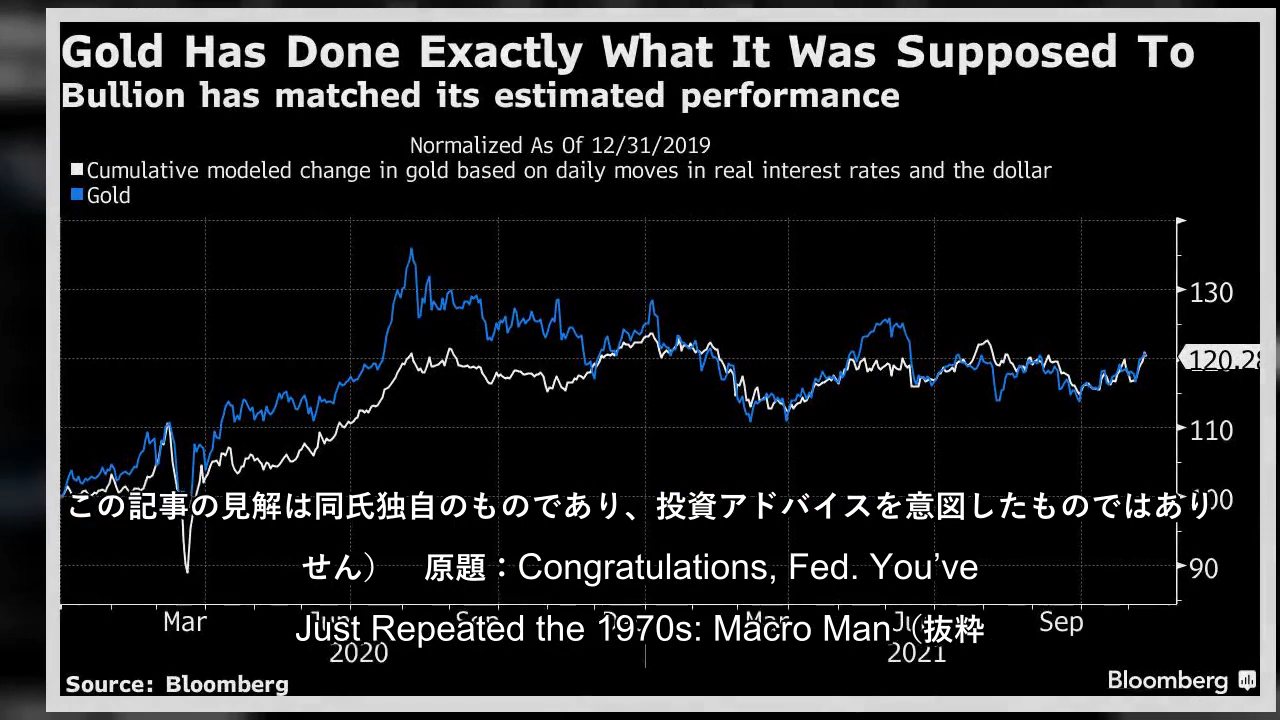 Gold Has Done Exactly What It Was Supposed To
Bullion has matched its estimated performance
Normalized As Of 12/31/2019
Cumulative modeled change in gold based on daily moves in real interest rates and the dollar
Gold
130
120.28
110
100
90
この記事の見解は同氏独自のものであり、投資アドバイスを意図したものではあり
せん） 原題：Congratulations, Fed. You’ve
Just Repeated the 1970s: Macro Man（抜粋
Mar Jun Sep Mar Sep
2020 2021
Source: Bloomberg
Bloomberg